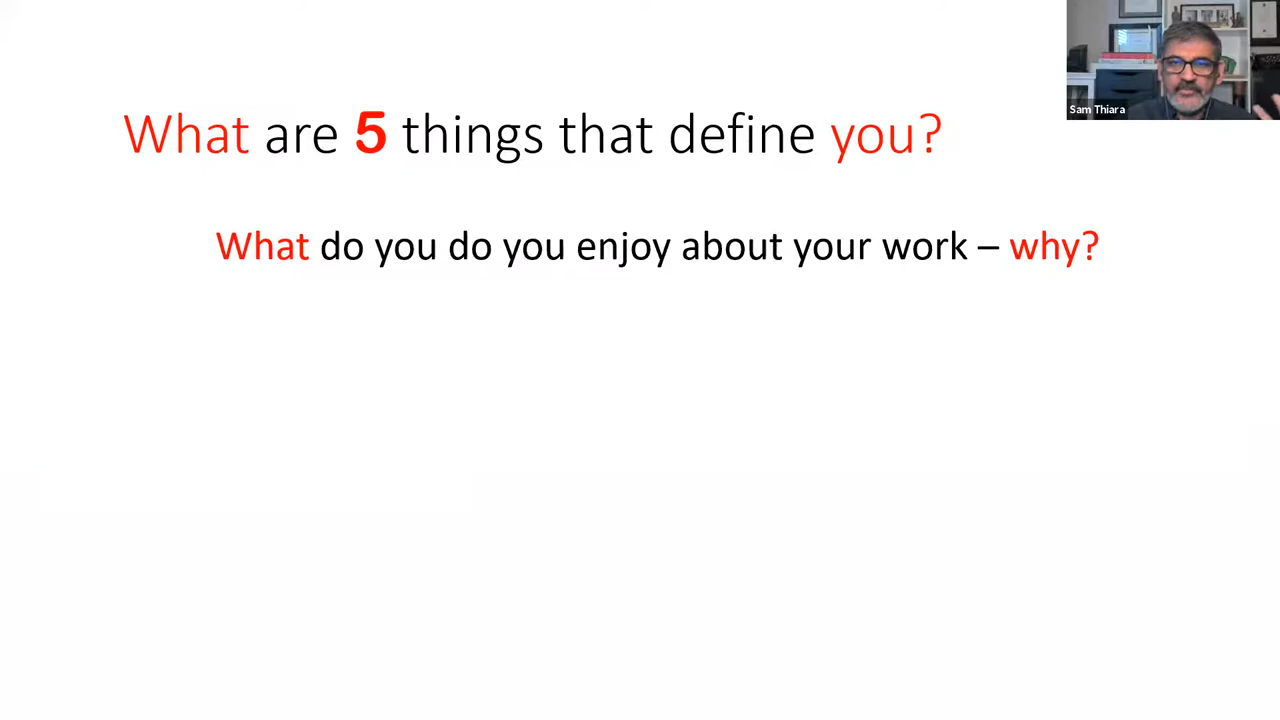 What are 5 things that define you?
What do you do you enjoy about your work – why?
Sam Thiara